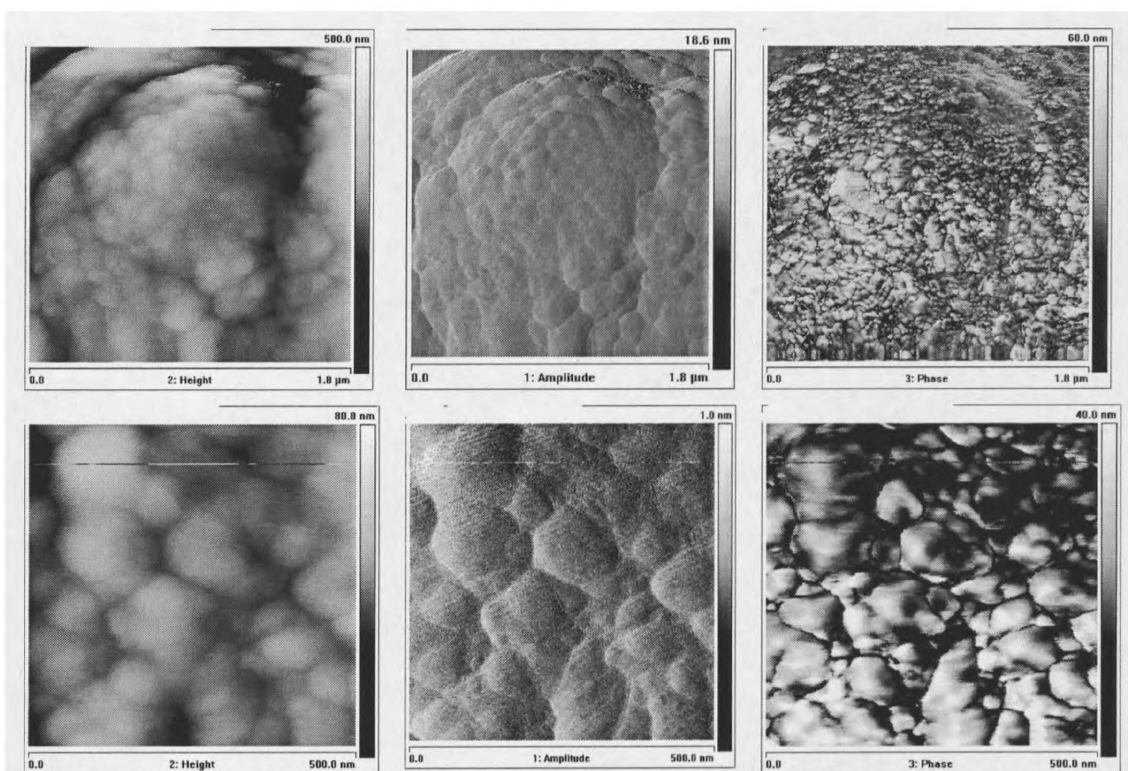 500.0 nm
18.6 nm
60.0 nm
0.0 2: Height 1.8 µm
0.0 1: Amplitude 1.8 µm
0.0 3: Phase 1.8 µm
80.0 nm
1.0 nm
40.0 nm
0.0 2: Height 500.0 nm
0.0 1: Amplitude 500.0 nm
0.0 3: Phase 500.0 nm